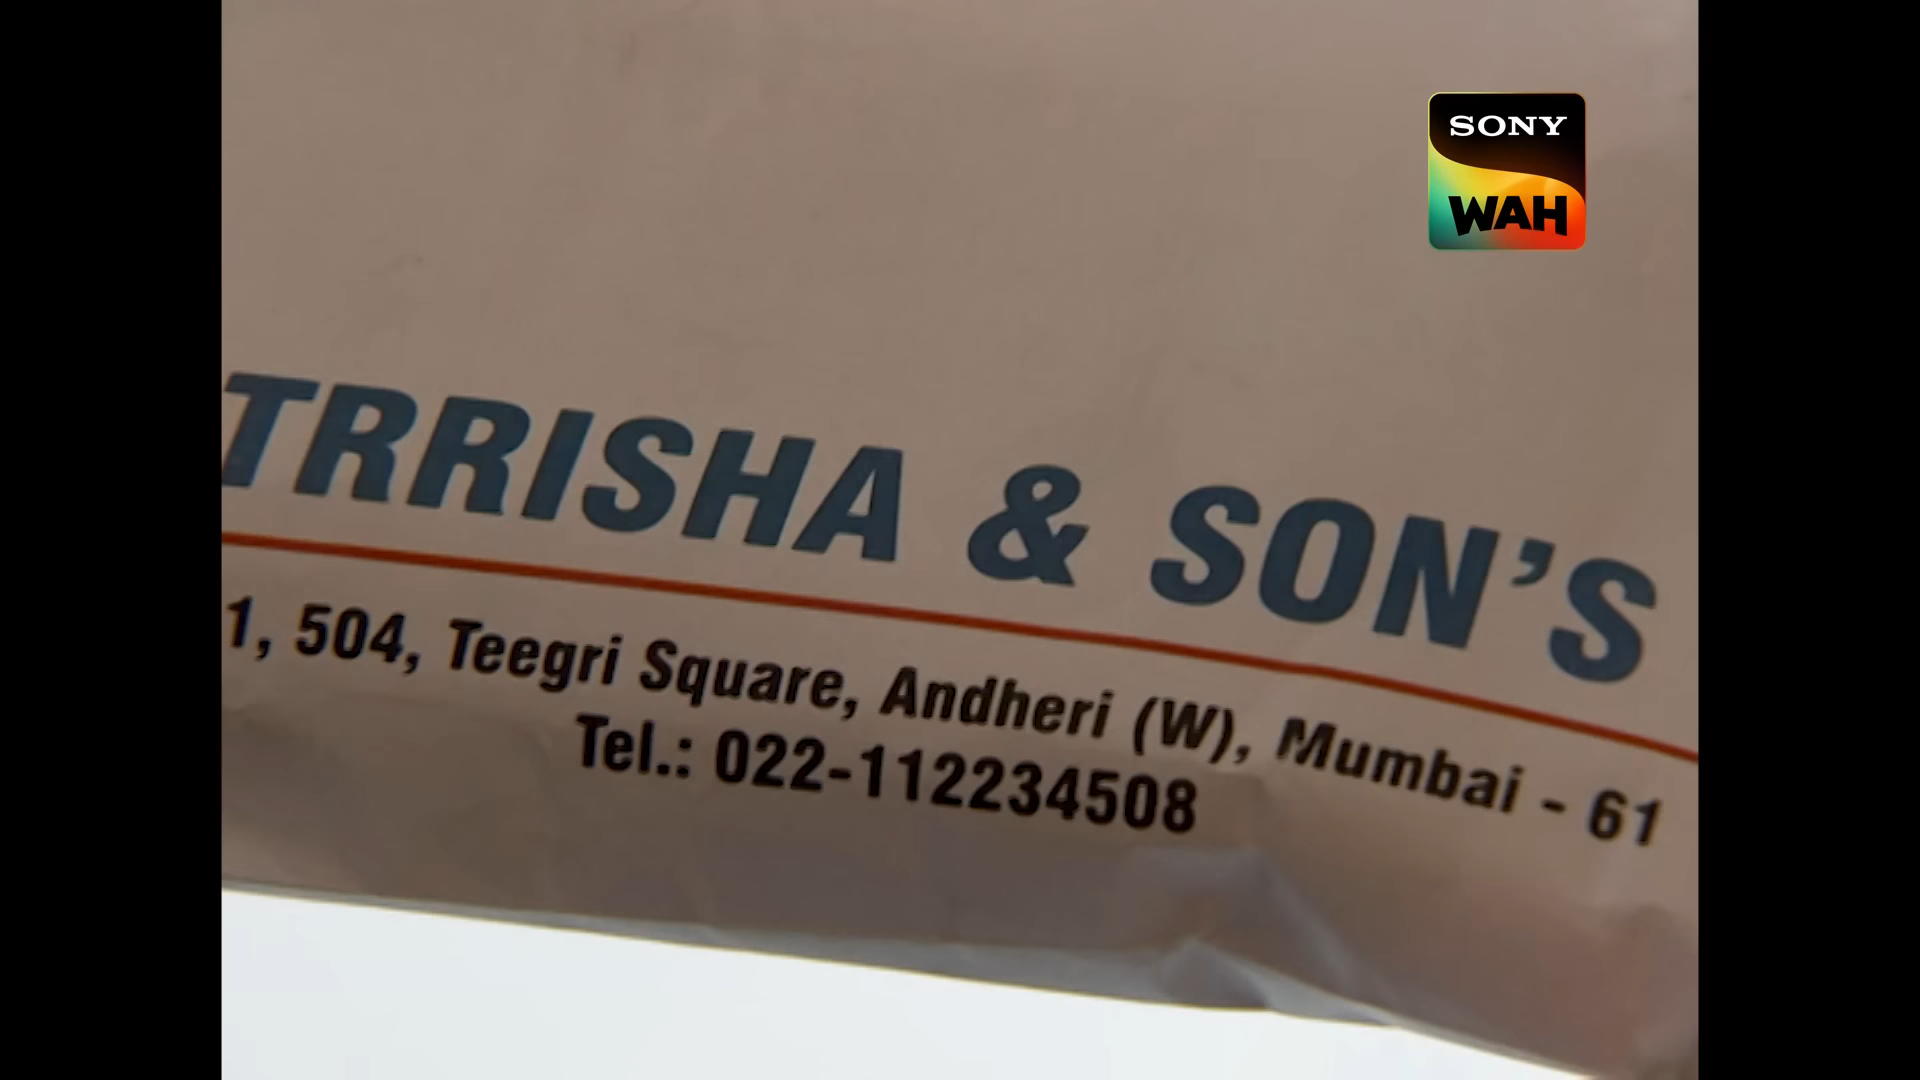 SONY
WAH
TRRISHA & SON'S
1, 504, Teegri Square, Andheri (W), Mumbai - 61
Tel.: 022-112234508